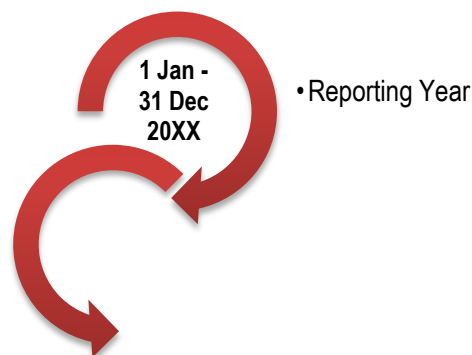 1 Jan -
31 Dec
20XX
•Reporting Year